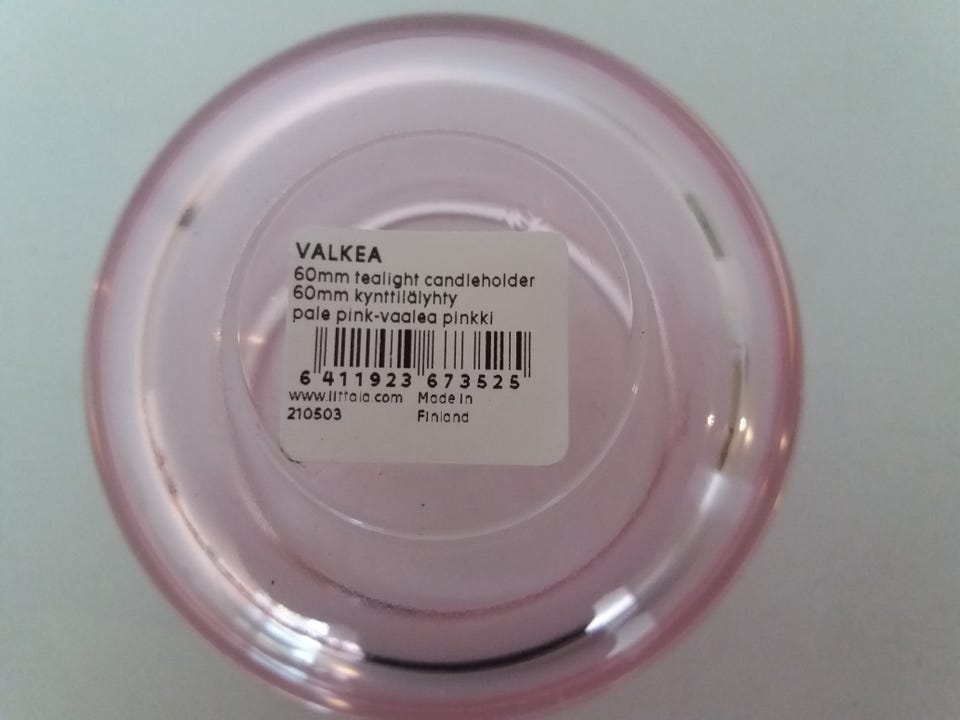 VALKEA
60mm tealight candleholder
60mm kynttilälyhty
pale pink-vaalea pinkki
6 411923 673525
www.iittala.com Made in
210503 Finland